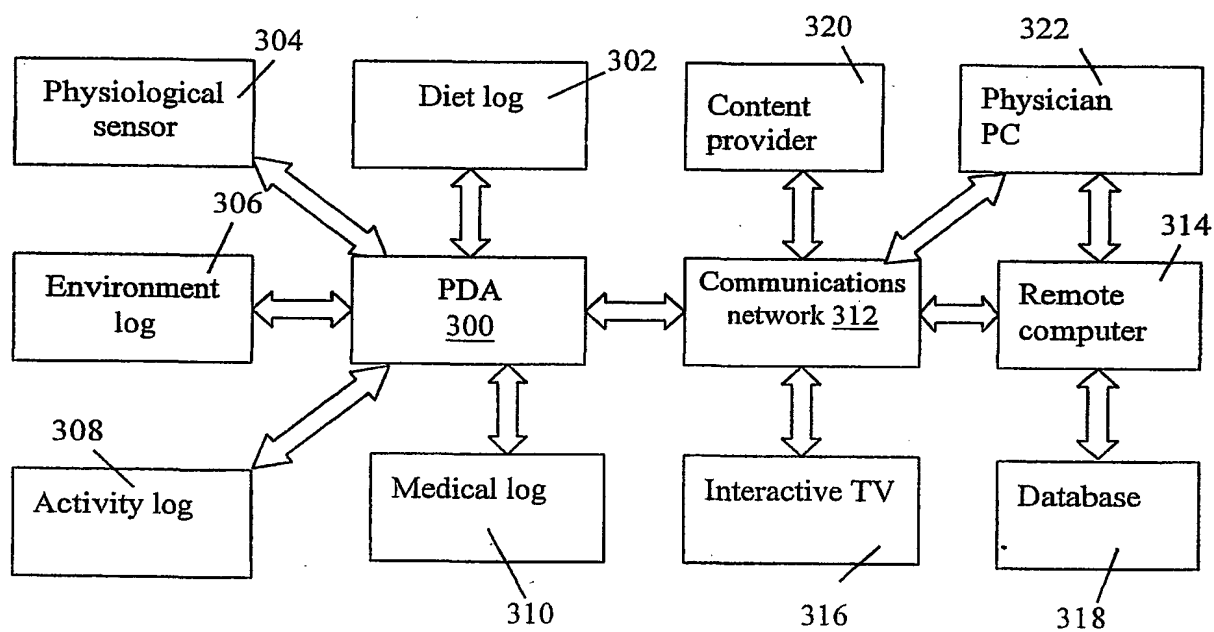 304
Physiological
sensor
302
Diet log
320
Content
provider
322
Physician
PC
306
Environment
log
PDA
300
Communications
network 312
314
Remote
computer
308
Activity log
Medical log
310
Interactive TV
316
Database
318